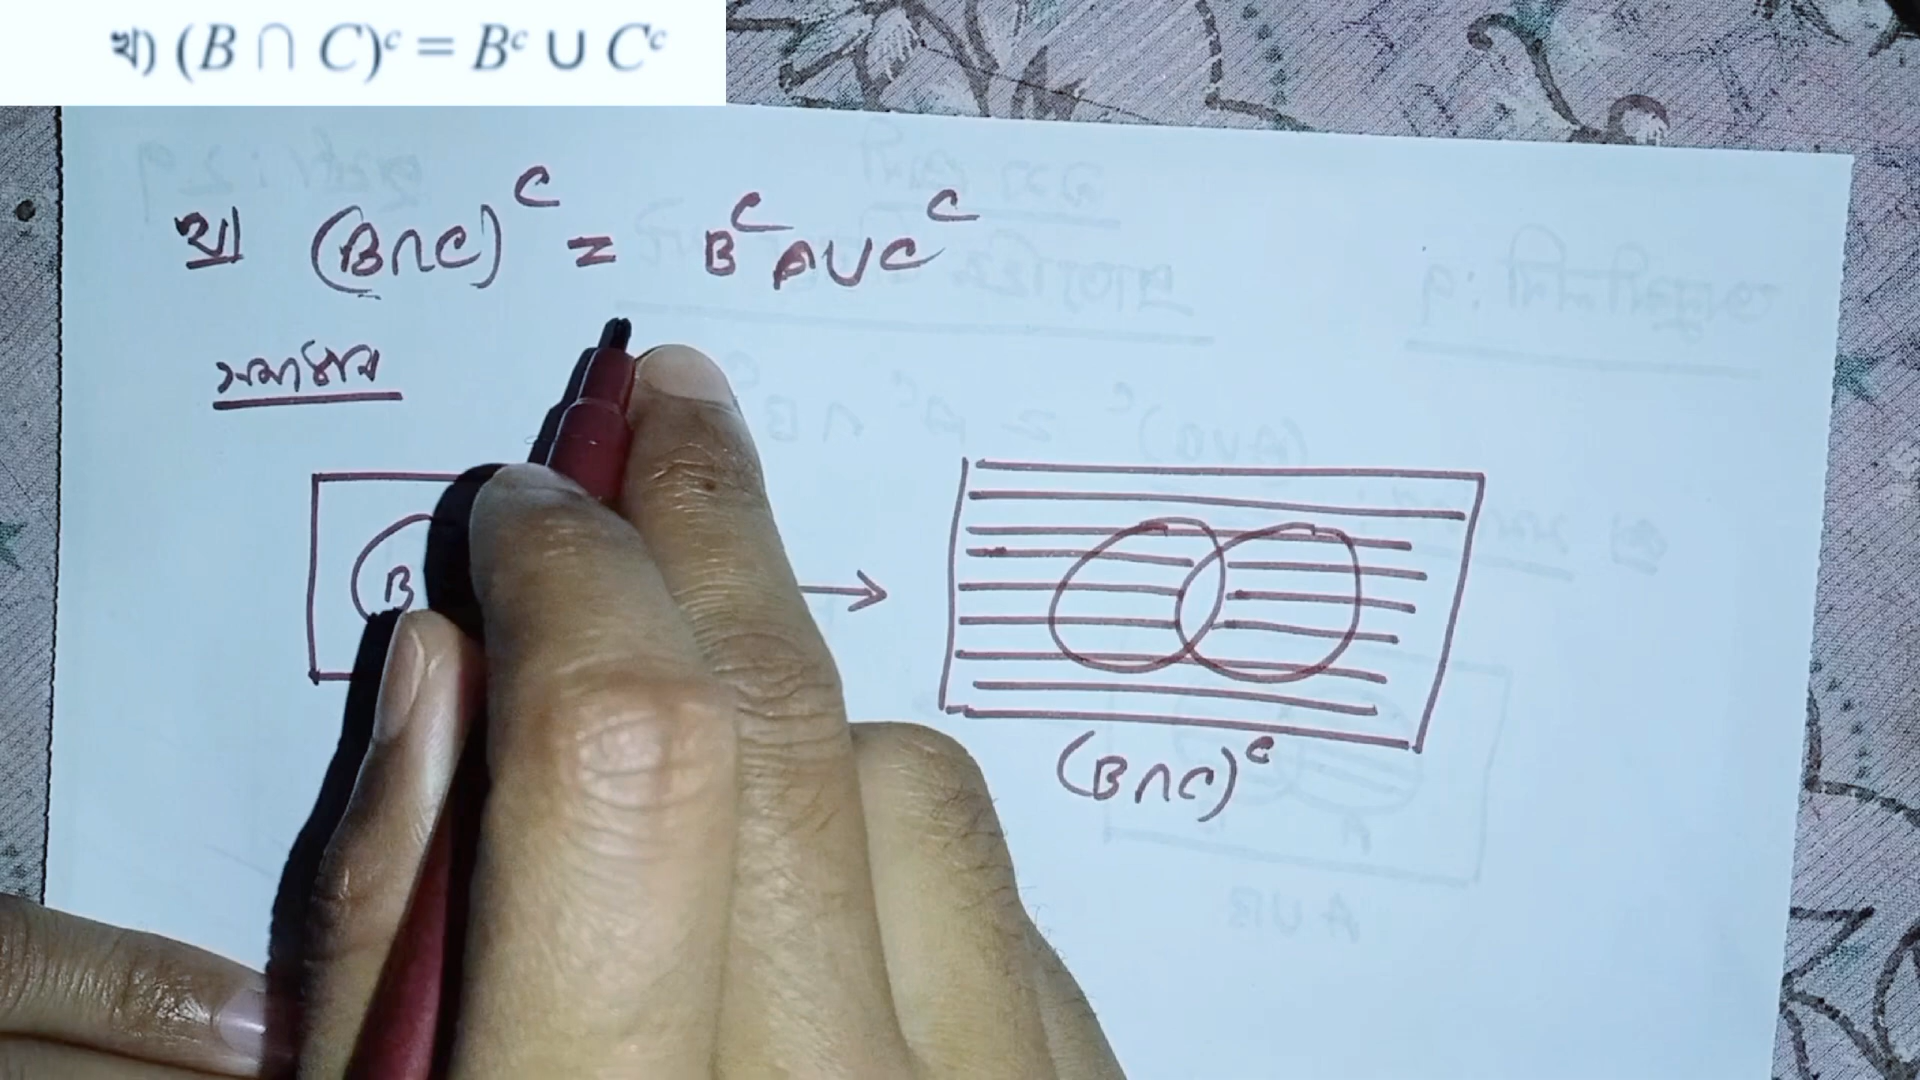 খ) (B ∩ C)ᶜ = Bᶜ ∪ Cᶜ
খ) (B∩C)ᶜ = Bᶜ A∪Cᶜ
সমাধান
B
(B∩C)ᶜ